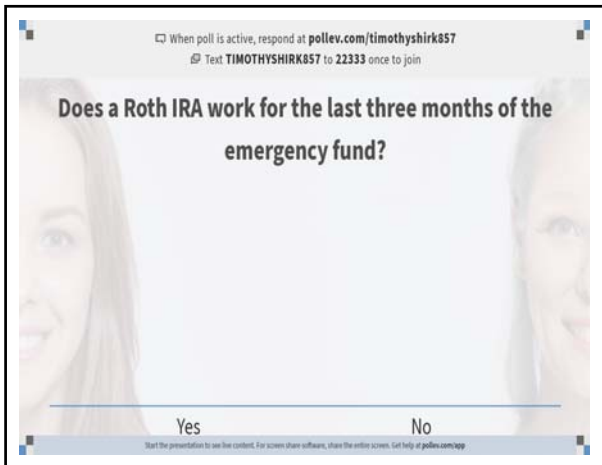 When poll is active, respond at pollev.com/timothyshirk857
Text TIMOTHYSHIRK857 to 22333 once to join
Does a Roth IRA work for the last three months of the
emergency fund?
Yes No
Start the presentation to see live content. For screen share software, share the entire screen. Get help at pollev.com/app